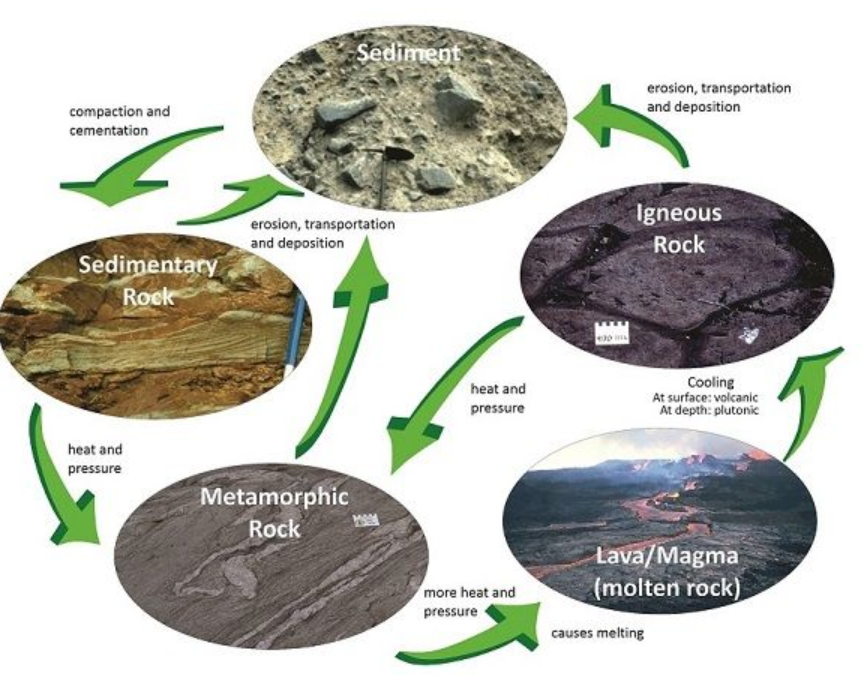 Sediment
erosion, transportation
and deposition
compaction and
cementation
Igneous
Rock
erosion, transportation
and deposition
Sedimentary
Rock
Cooling
At surface: volcanic
At depth: plutonic
heat and
pressure
heat and
pressure
Metamorphic
Rock
Lava/Magma
(molten rock)
more heat and
pressure
causes melting